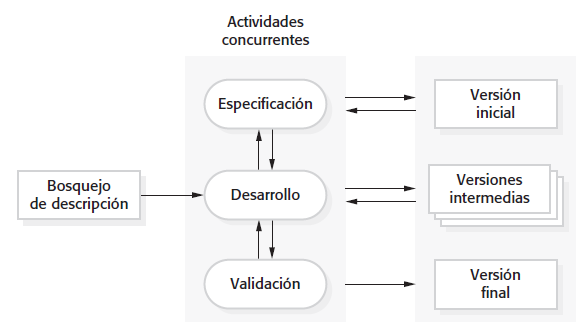 Actividades
concurrentes
Especificación
Versión
inicial
Bosquejo
de descripción
Desarrollo
Versiones
intermedias
Validación
Versión
final